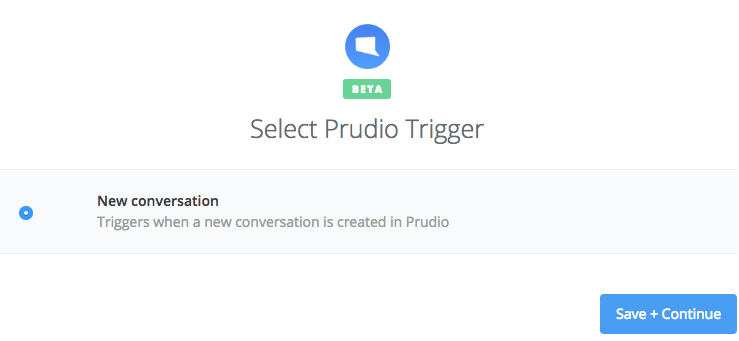 BETA
Select Prudio Trigger
New conversation
Triggers when a new conversation is created in Prudio
Save + Continue